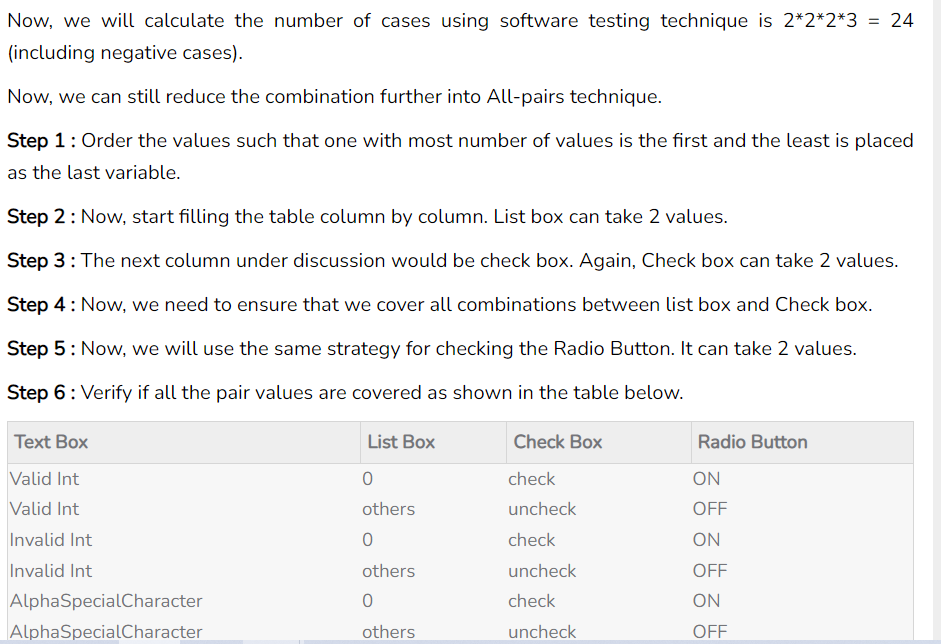 Now, we will calculate the number of cases using software testing technique is 2*2*2*3 = 24
(including negative cases).
Now, we can still reduce the combination further into All-pairs technique.
Step 1 : Order the values such that one with most number of values is the first and the least is placed
as the last variable.
Step 2 : Now, start filling the table column by column. List box can take 2 values.
Step 3 : The next column under discussion would be check box. Again, Check box can take 2 values.
Step 4 : Now, we need to ensure that we cover all combinations between list box and Check box.
Step 5 : Now, we will use the same strategy for checking the Radio Button. It can take 2 values.
Step 6 : Verify if all the pair values are covered as shown in the table below.
Text Box List Box Check Box Radio Button
Valid Int 0 check ON
Valid Int others uncheck OFF
Invalid Int 0 check ON
Invalid Int others uncheck OFF
AlphaSpecialCharacter 0 check ON
AlphaSpecialCharacter others uncheck OFF